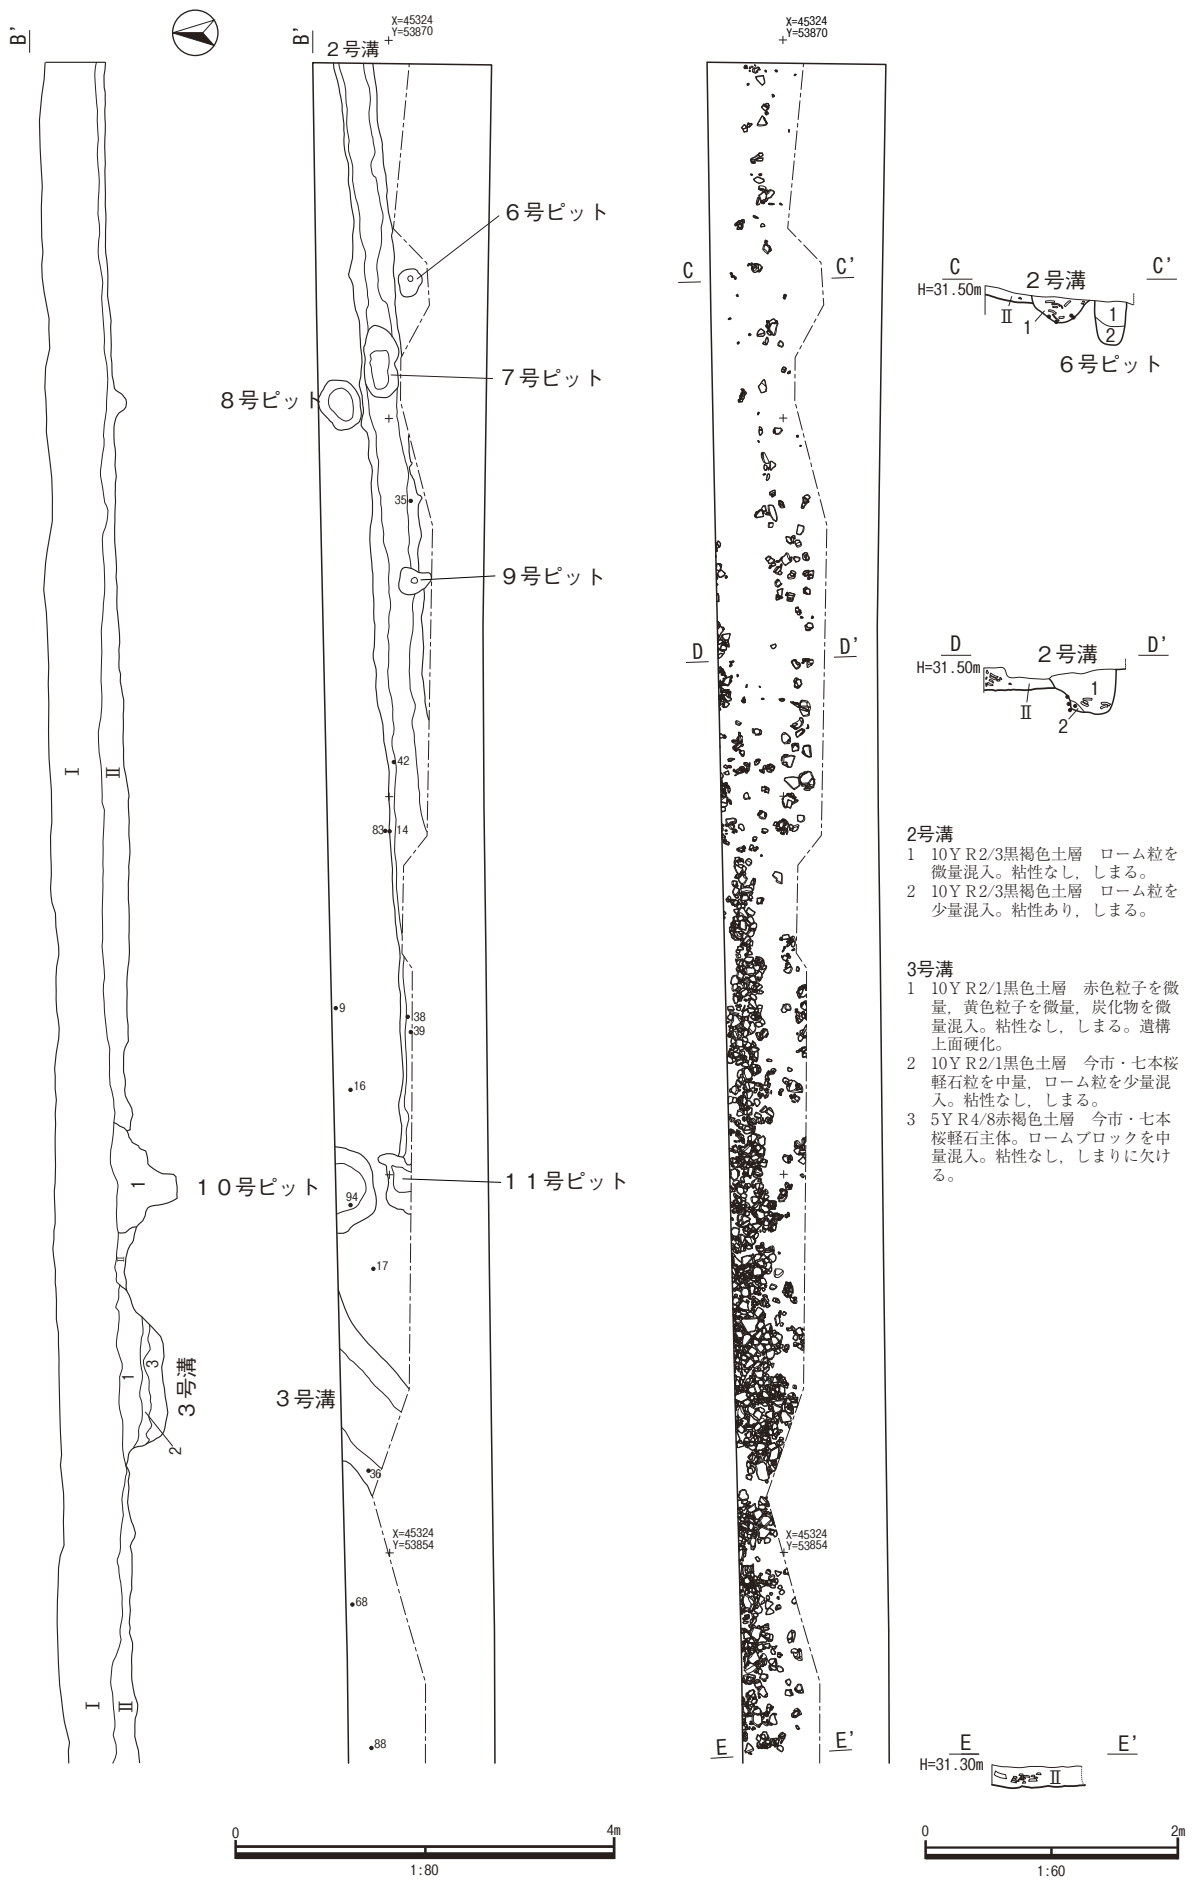 B'
B'
X=45324
Y=53870
2号溝
X=45324
Y=53870
6号ピット
7号ピット
8号ピット
35
9号ピット
42
83
14
9
38
39
16
10号ピット
11号ピット
94
17
3号溝
36
X=45324
Y=53854
68
88
I
II
1
II
1
3
2
3号溝
I
II
C
C'
D
D'
X=45324
Y=53854
E
E'
C
C'
H=31.50m
2号溝
II
1
1
2
6号ピット
D
D'
H=31.50m
2号溝
II
1
2
2号溝
1 10YR2/3黒褐色土層 ローム粒を
微量混入。粘性なし，しまる。
2 10YR2/3黒褐色土層 ローム粒を
少量混入。粘性あり，しまる。
3号溝
1 10YR2/1黒色土層 赤色粒子を微
量，黄色粒子を微量，炭化物を微
量混入。粘性なし，しまる。遺構
上面硬化。
2 10YR2/1黒色土層 今市・七本桜
軽石粒を中量，ローム粒を少量混
入。粘性なし，しまる。
3 5YR4/8赤褐色土層 今市・七本
桜軽石主体。ロームブロックを中
量混入。粘性なし，しまりに欠け
る。
E
E'
H=31.30m
II
0
4m
1:80
0
2m
1:60